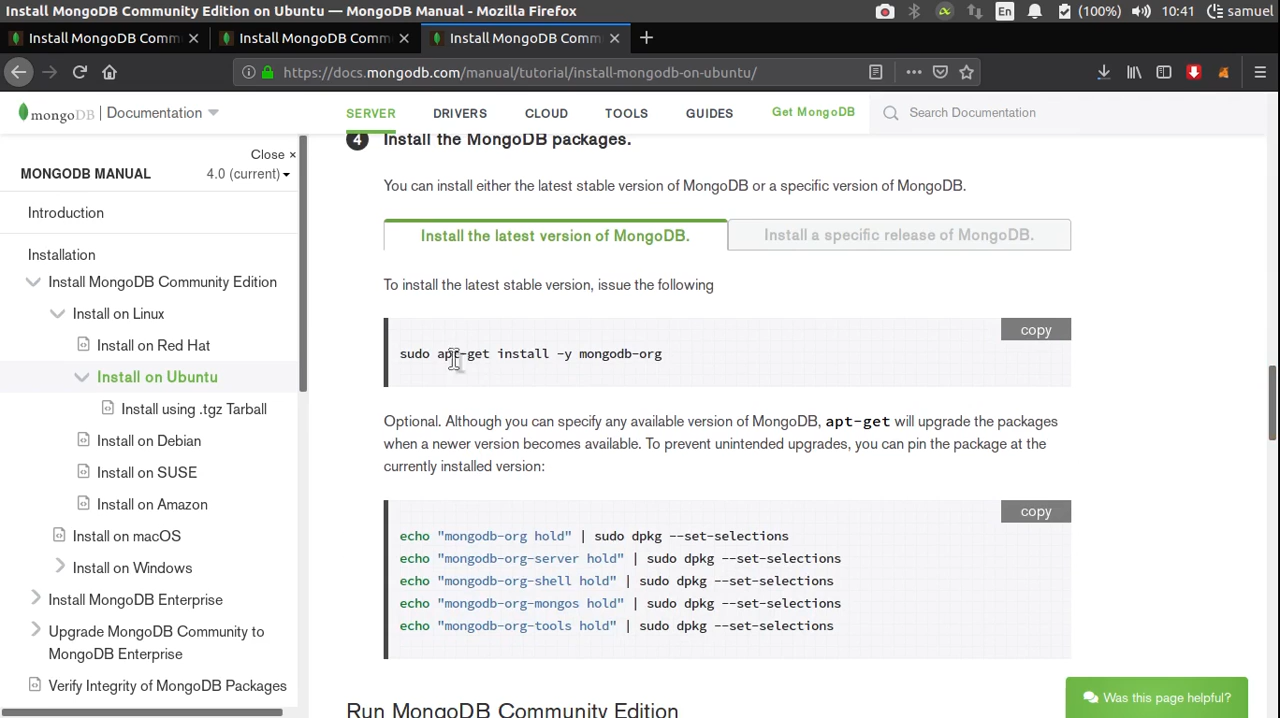 Install MongoDB Community Edition on Ubuntu — MongoDB Manual - Mozilla Firefox
En
(100%)
10:41
samuel
Install MongoDB Comm
Install MongoDB Comm
Install MongoDB Comm
https://docs.mongodb.com/manual/tutorial/install-mongodb-on-ubuntu/
mongoDB | Documentation
SERVER
DRIVERS
CLOUD
TOOLS
GUIDES
Get MongoDB
Search Documentation
Close ×
MONGODB MANUAL
4.0 (current)
Introduction
Installation
Install MongoDB Community Edition
Install on Linux
Install on Red Hat
Install on Ubuntu
Install using .tgz Tarball
Install on Debian
Install on SUSE
Install on Amazon
Install on macOS
Install on Windows
Install MongoDB Enterprise
Upgrade MongoDB Community to
MongoDB Enterprise
Verify Integrity of MongoDB Packages
4 Install the MongoDB packages.
You can install either the latest stable version of MongoDB or a specific version of MongoDB.
Install the latest version of MongoDB.
Install a specific release of MongoDB.
To install the latest stable version, issue the following
copy
sudo apt-get install -y mongodb-org
Optional. Although you can specify any available version of MongoDB, apt-get will upgrade the packages
when a newer version becomes available. To prevent unintended upgrades, you can pin the package at the
currently installed version:
copy
echo "mongodb-org hold" | sudo dpkg --set-selections
echo "mongodb-org-server hold" | sudo dpkg --set-selections
echo "mongodb-org-shell hold" | sudo dpkg --set-selections
echo "mongodb-org-mongos hold" | sudo dpkg --set-selections
echo "mongodb-org-tools hold" | sudo dpkg --set-selections
Run MongoDB Community Edition
Was this page helpful?